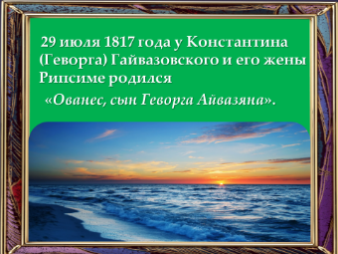 29 июля 1817 года у Константина
(Геворга) Гайвазовского и его жены
Рипсиме родился
«Ованес, сын Геворга Айвазяна».